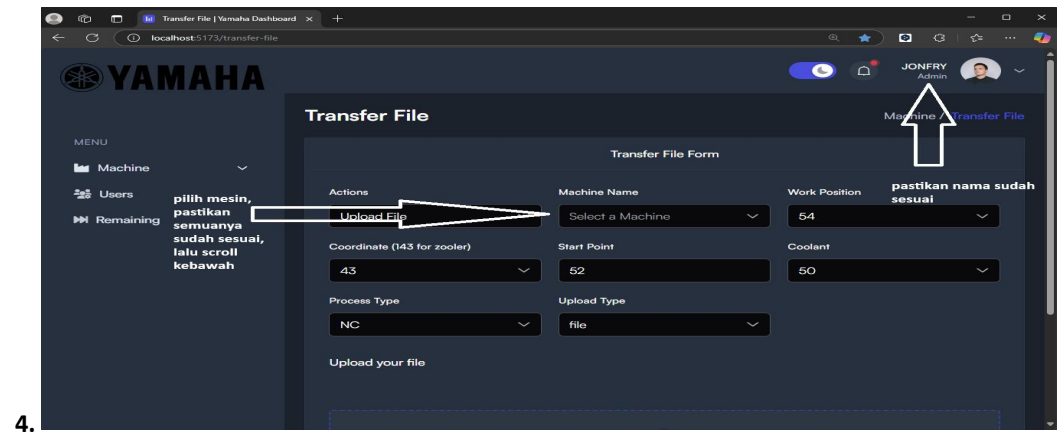 Transfer File | Yamaha Dashboard
localhost:5173/transfer-file
YAMAHA
JONFRY
Admin
Transfer File
Machine / Transfer File
MENU
Machine
Users
Remaining
pilih mesin,
pastikan
semuanya
sudah sesuai,
lalu scroll
kebawah
Transfer File Form
pastikan nama sudah
sesuai
Actions
Machine Name
Work Position
Upload File
Select a Machine
54
Coordinate (143 for zooler)
Start Point
Coolant
43
52
50
Process Type
Upload Type
NC
file
Upload your file
4.